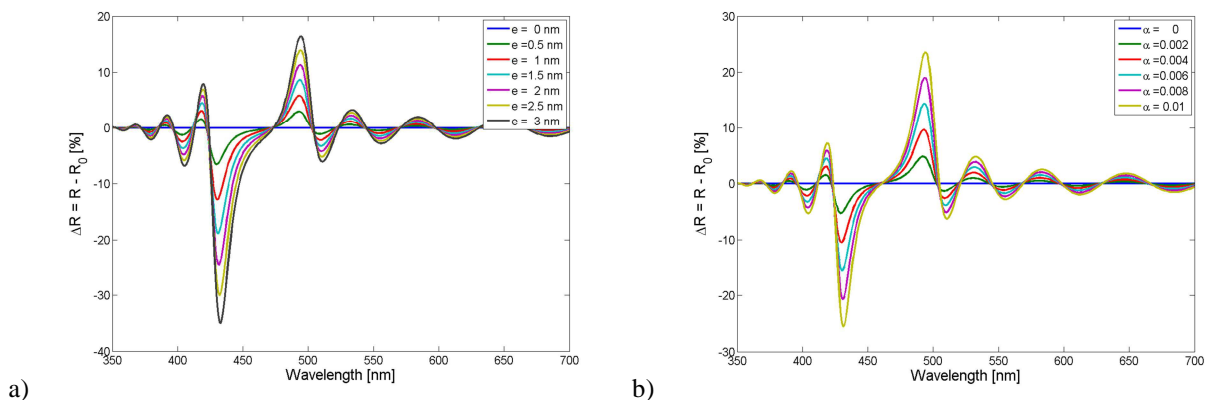 20
10
0
-10
-20
-30
-40
ΔR = R - R0 [%]
e = 0 nm
e =0.5 nm
e = 1 nm
e =1.5 nm
e = 2 nm
e =2.5 nm
e = 3 nm
350 400 450 500 550 600 650 700
Wavelength [nm]
a)
30
20
10
0
-10
-20
-30
ΔR = R - R0 [%]
α = 0
α =0.002
α =0.004
α =0.006
α =0.008
α = 0.01
350 400 450 500 550 600 650 700
Wavelength [nm]
b)